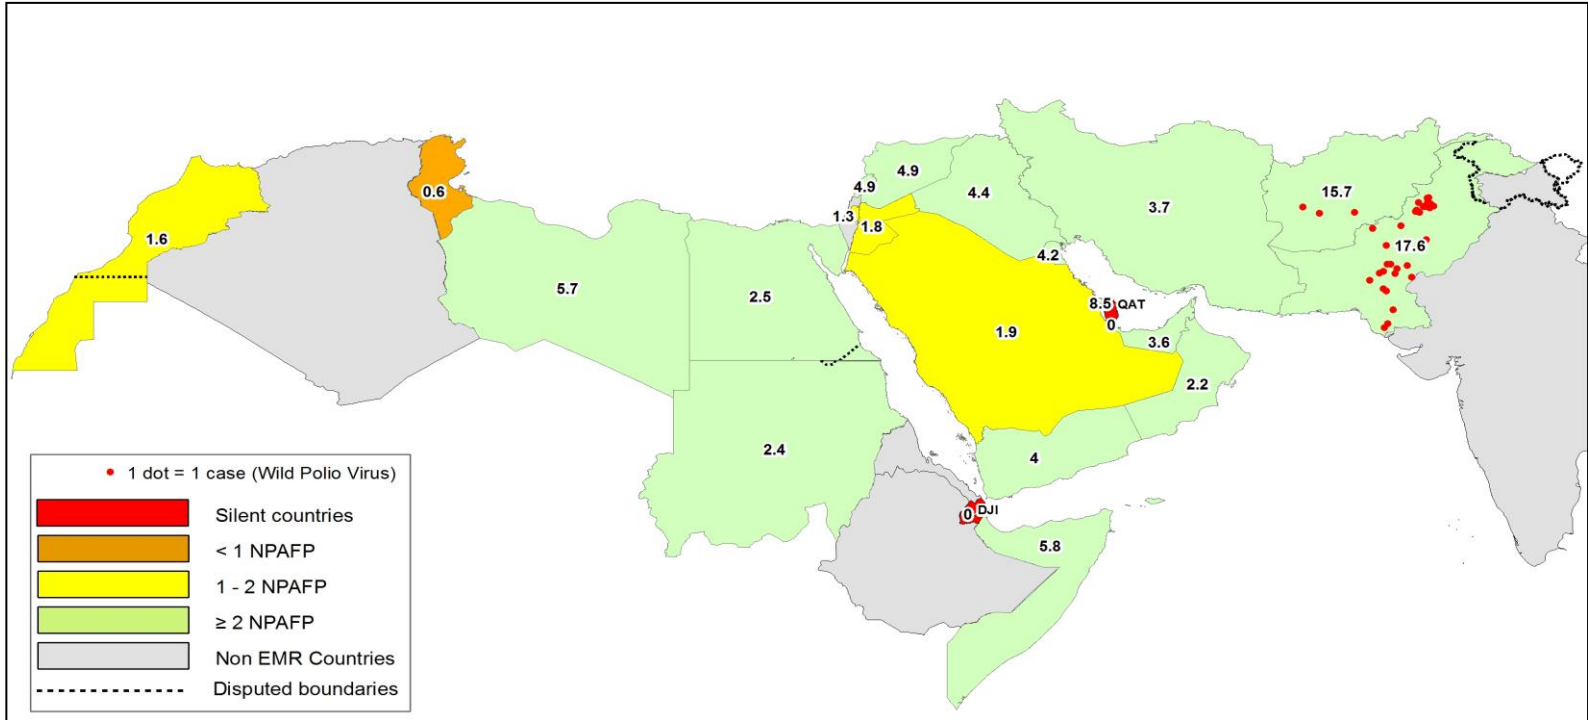 0.6
4.9
4.9
4.4
3.7
15.7
1.6
1.3
1.8
17.6
4.2
5.7
2.5
8.5
QAT
0
1.9
3.6
2.2
2.4
4
0
DJI
5.8
1 dot = 1 case (Wild Polio Virus)
Silent countries
< 1 NPAFP
1 - 2 NPAFP
≥ 2 NPAFP
Non EMR Countries
Disputed boundaries